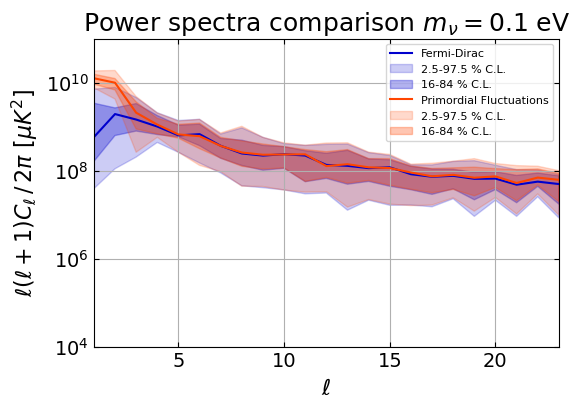 Power spectra comparison $m_\nu = 0.1$ eV
Fermi-Dirac
2.5-97.5 % C.L.
16-84 % C.L.
Primordial Fluctuations
2.5-97.5 % C.L.
16-84 % C.L.
$\ell(\ell+1)C_\ell\,/\,2\pi\ [\mu K^2]$
$10^{10}$
$10^8$
$10^6$
$10^4$
5 10 15 20
$\ell$